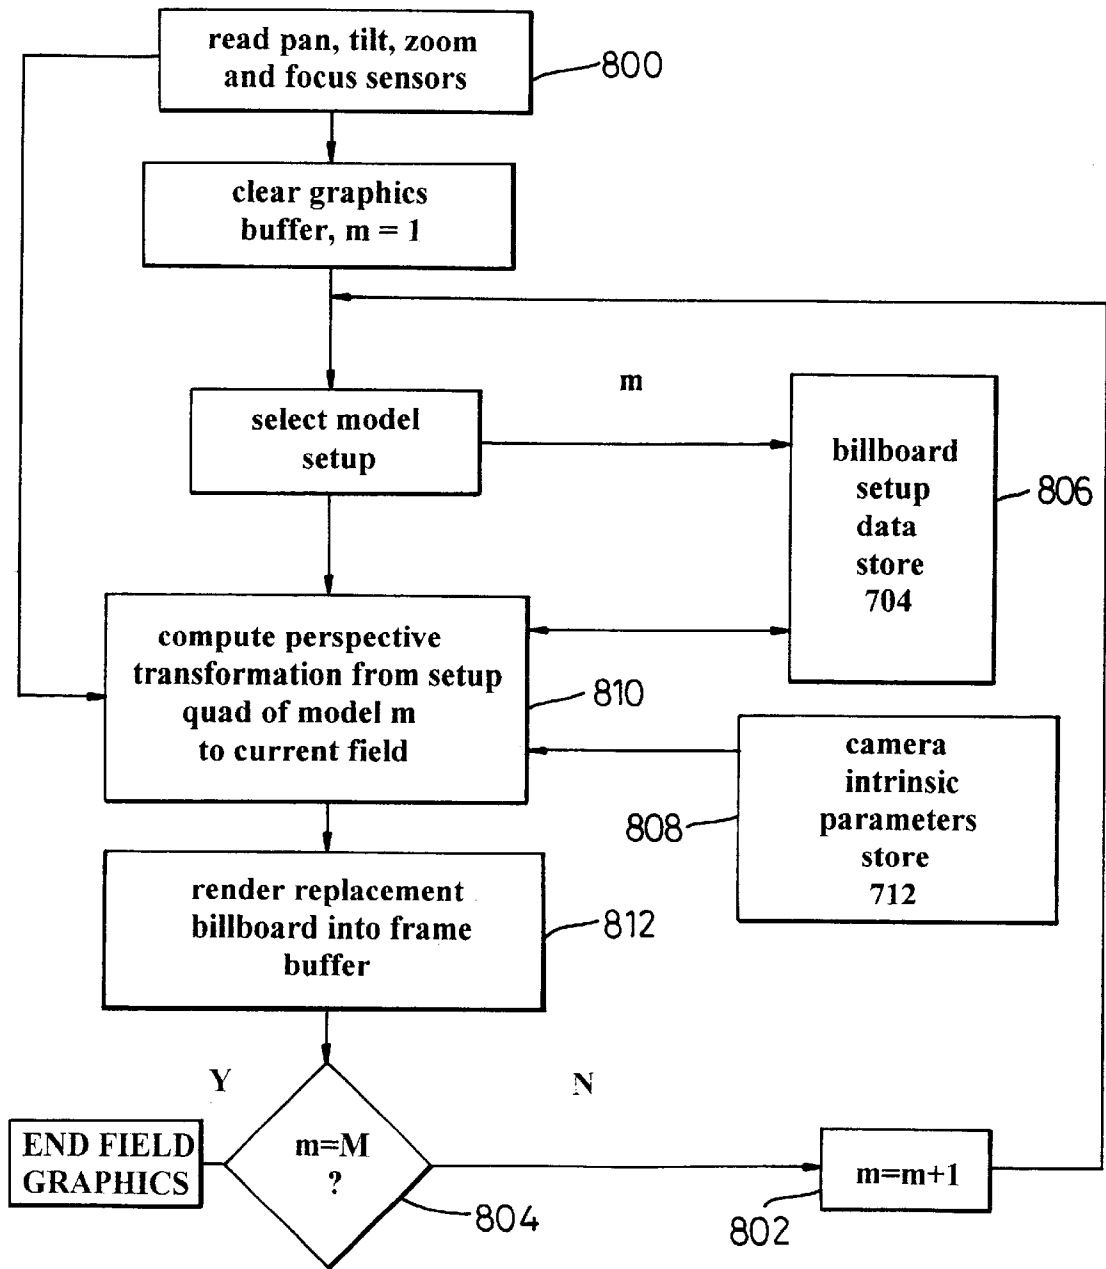 read pan, tilt, zoom
and focus sensors
800
clear graphics
buffer, m = 1
select model
setup
m
billboard
setup
data
store
704
806
compute perspective
transformation from setup
quad of model m
to current field
810
camera
intrinsic
parameters
store
712
808
render replacement
billboard into frame
buffer
812
Y
N
END FIELD
GRAPHICS
m=M
?
804
m=m+1
802